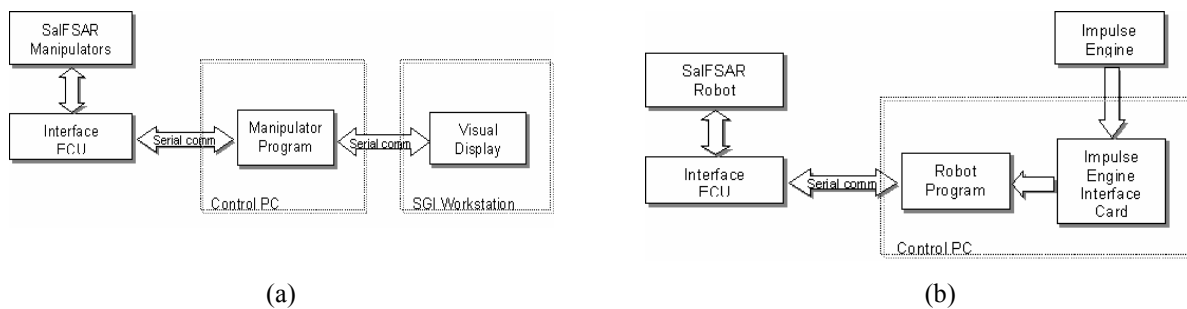 SalFSAR
Manipulators
Interface
ECU
Serial comm
Manipulator
Program
Serial comm
Visual
Display
Control PC
SGI Workstation
(a)
Impulse
Engine
SalFSAR
Robot
Interface
ECU
Serial comm
Robot
Program
Impulse
Engine
Interface
Card
Control PC
(b)